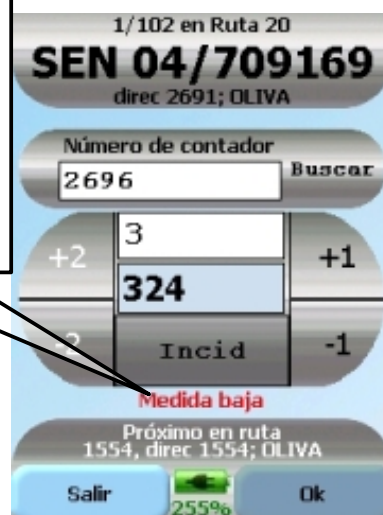 1/102 en Ruta 20
SEN 04/709169
direc 2691; OLIVA
Número de contador
2696 Buscar
3
+2 +1
324
-2 Incid -1
Medida baja
Próximo en ruta
1554, direc 1554; OLIVA
Salir 255% Ok